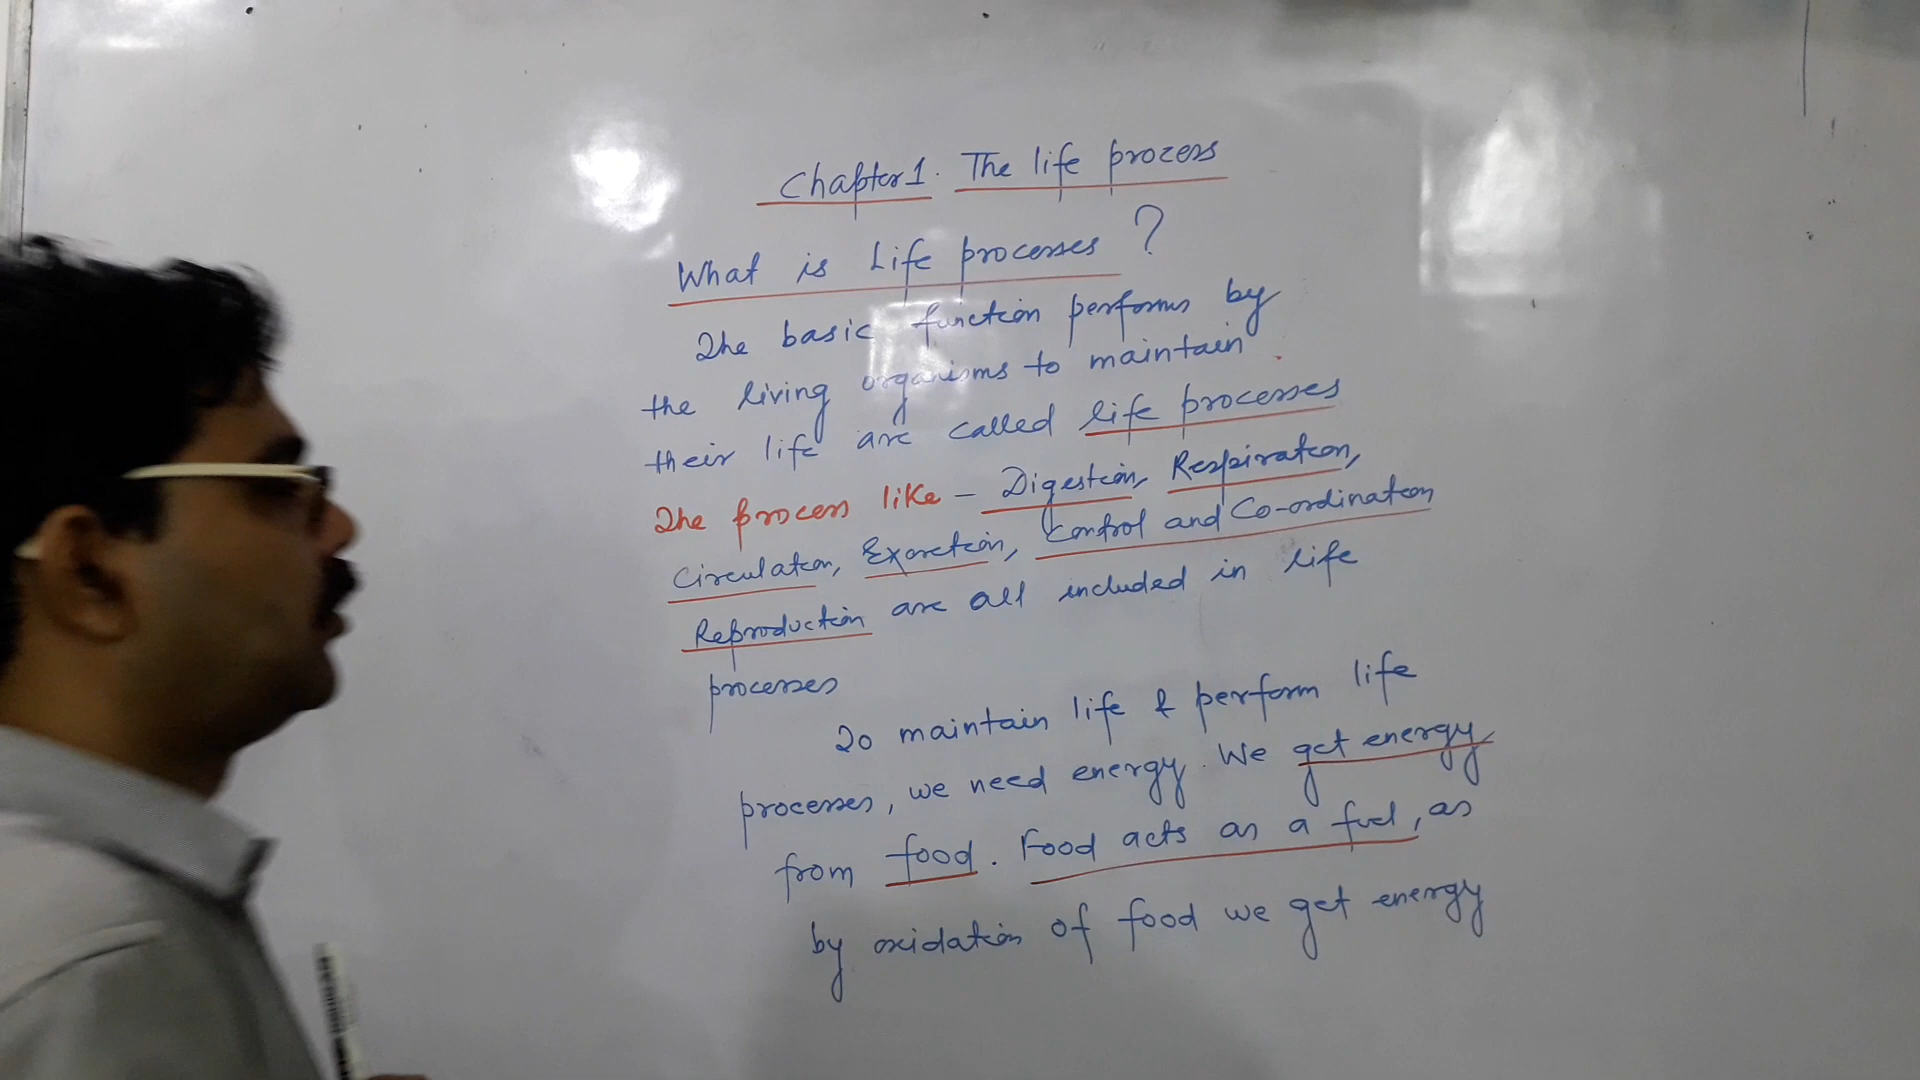 Chapter 1. The life process
What is Life processes ?
The basic function performs by
the living organisms to maintain
their life are called life processes
The process like - Digestion, Respiration,
Circulation, Excretion, Control and Co-ordination
Reproduction are all included in life
processes
To maintain life & perform life
processes, we need energy. We get energy
from food. Food acts as a fuel, as
by oxidation of food we get energy